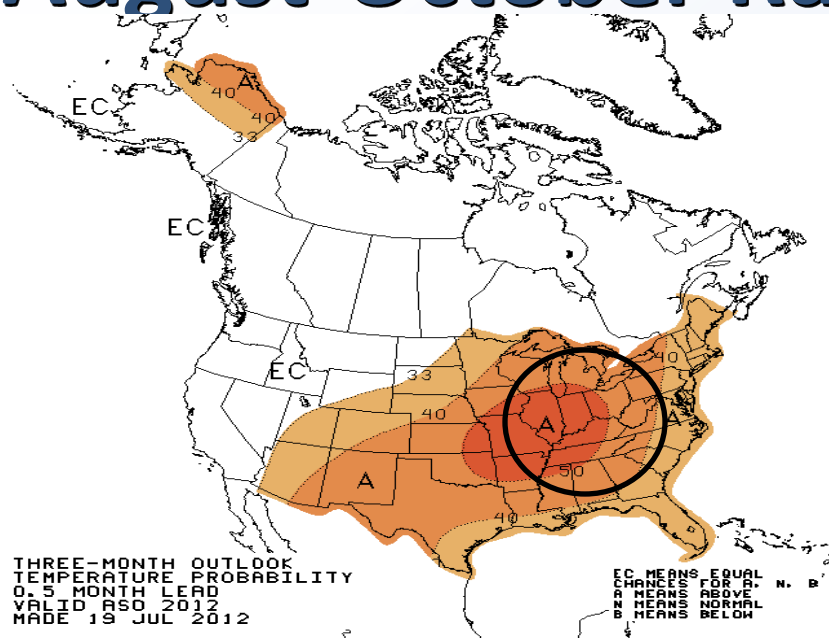 August October
A
40
EC
40
33
EC
EC
33
40
40
A
A
A
50
40
THREE-MONTH OUTLOOK
TEMPERATURE PROBABILITY
0.5 MONTH LEAD
VALID ASO 2012
MADE 19 JUL 2012
EC MEANS EQUAL
CHANCES FOR A, N, B
A MEANS ABOVE
N MEANS NORMAL
B MEANS BELOW